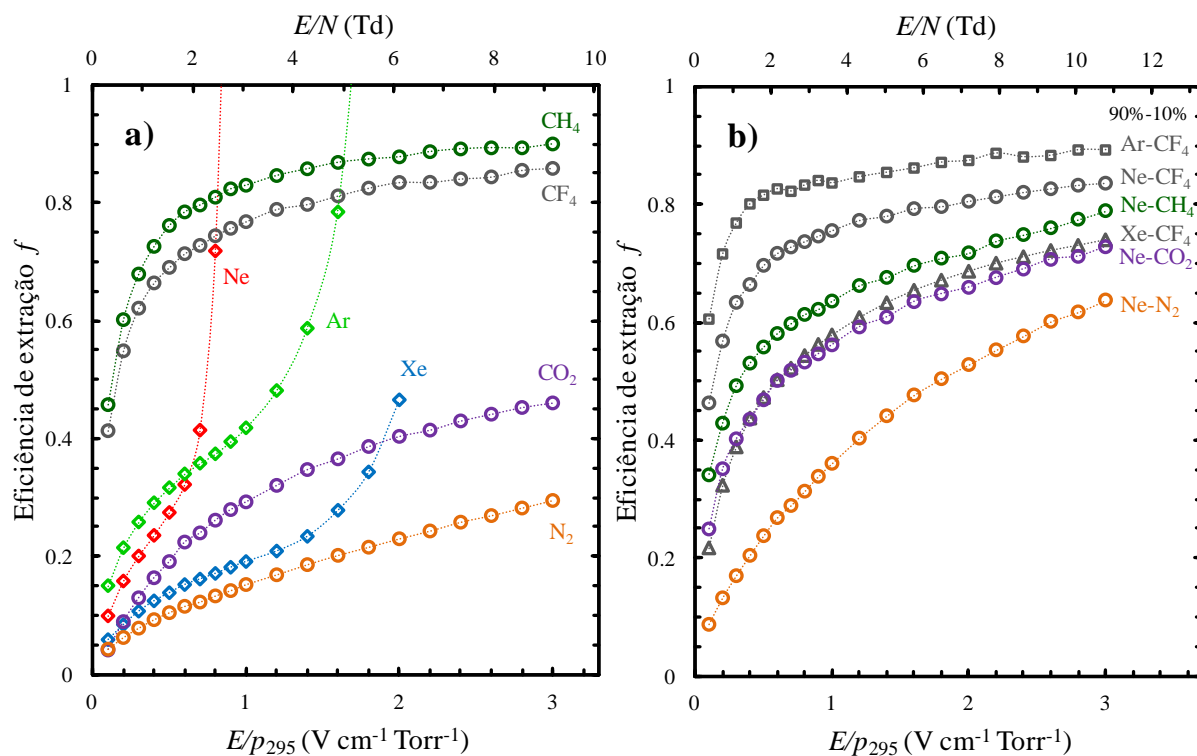 E/N (Td)
0 2 4 6 8 10
a)
Eficiência de extração f
1
0.8
0.6
0.4
0.2
0
CH₄
CF₄
Ne
Ar
Xe
CO₂
N₂
0 1 2 3
E/p₂₉₅ (V cm⁻¹ Torr⁻¹)
E/N (Td)
0 2 4 6 8 10 12
b)
Eficiência de extração f
1
0.8
0.6
0.4
0.2
0
90%-10%
Ar-CF₄
Ne-CF₄
Ne-CH₄
Xe-CF₄
Ne-CO₂
Ne-N₂
0 1 2 3
E/p₂₉₅ (V cm⁻¹ Torr⁻¹)